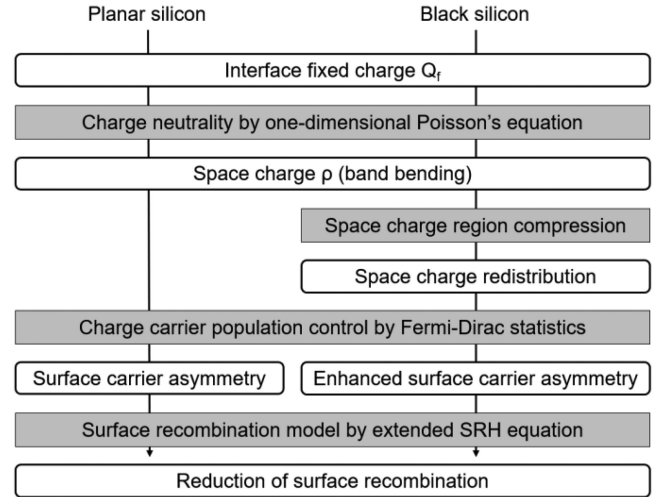 Planar silicon
Black silicon
Interface fixed charge Qf
Charge neutrality by one-dimensional Poisson's equation
Space charge ρ (band bending)
Space charge region compression
Space charge redistribution
Charge carrier population control by Fermi-Dirac statistics
Surface carrier asymmetry
Enhanced surface carrier asymmetry
Surface recombination model by extended SRH equation
Reduction of surface recombination